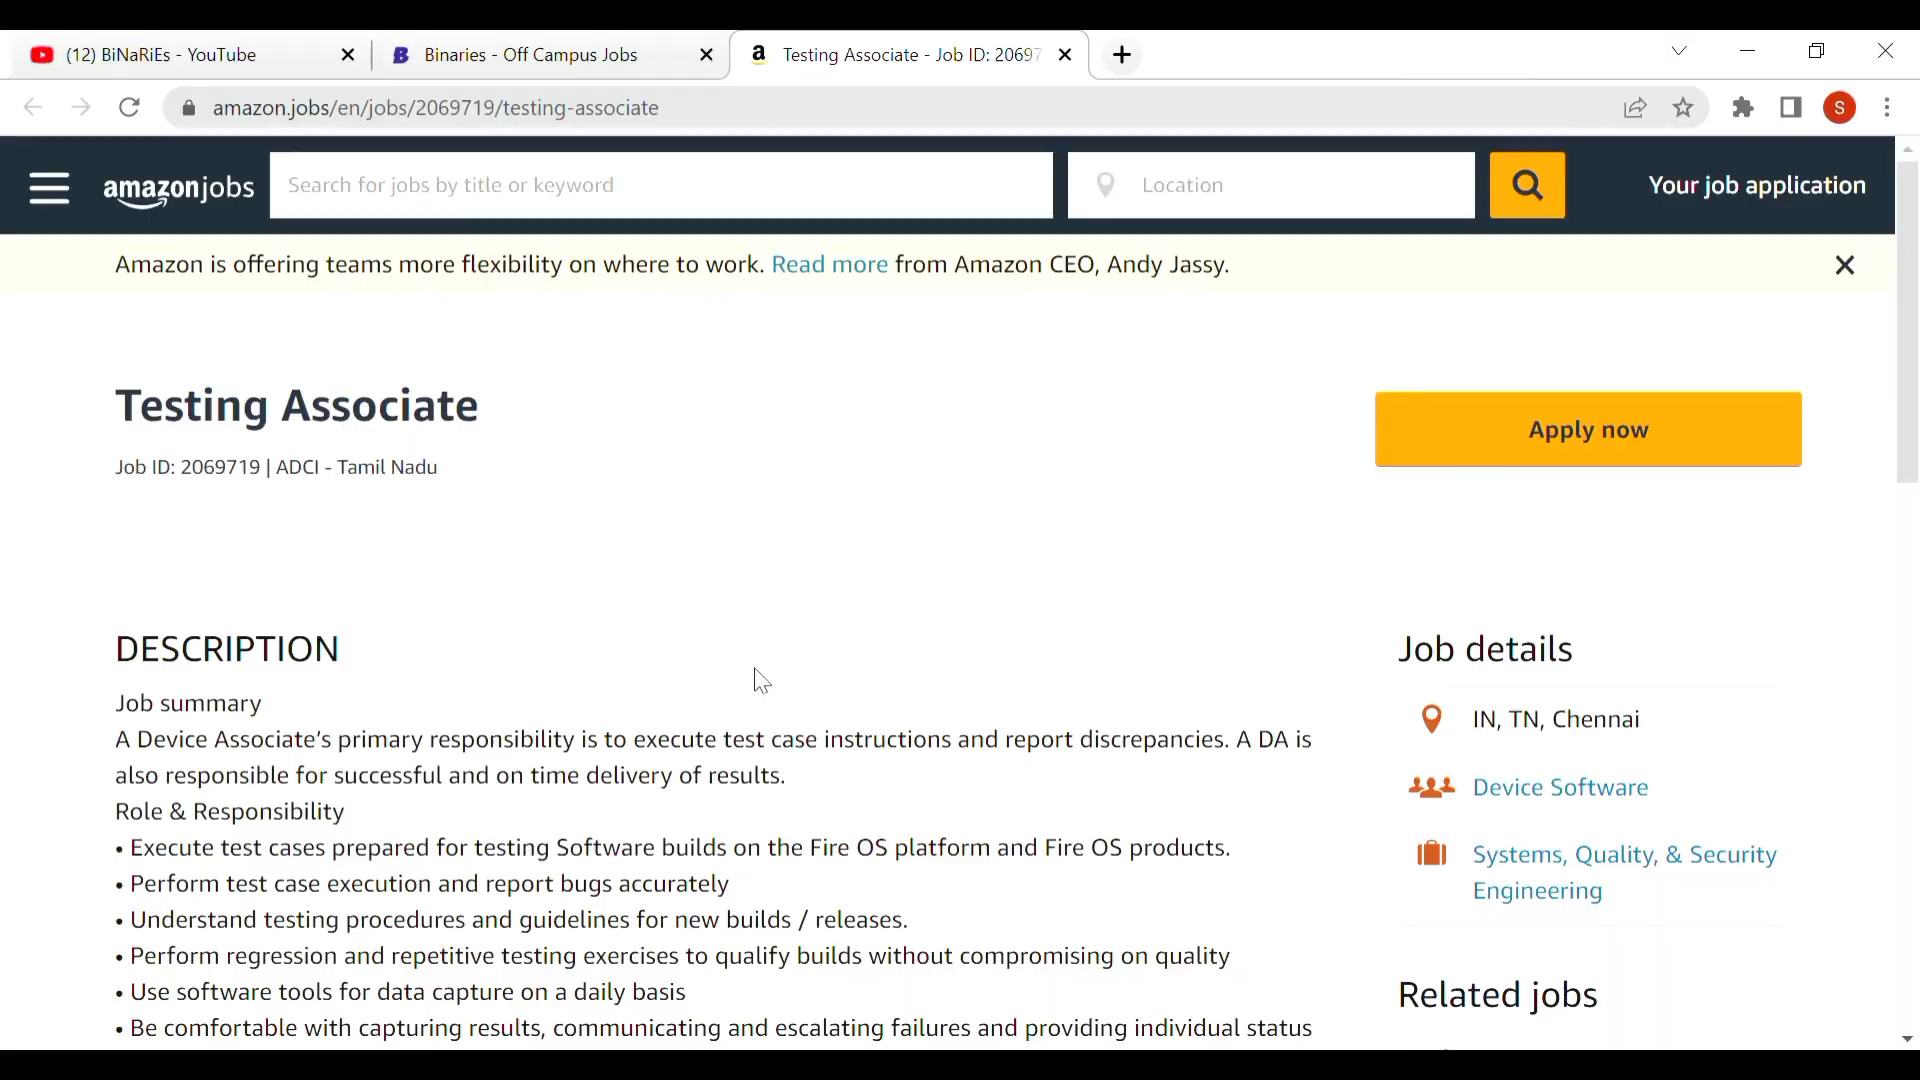 (12) BiNaRiEs - YouTube
Binaries - Off Campus Jobs
Testing Associate - Job ID: 20697
amazon.jobs/en/jobs/2069719/testing-associate
S
amazon jobs
Search for jobs by title or keyword
Location
Your job application
Amazon is offering teams more flexibility on where to work. Read more from Amazon CEO, Andy Jassy.
Testing Associate
Apply now
Job ID: 2069719 | ADCI - Tamil Nadu
DESCRIPTION
Job summary
A Device Associate’s primary responsibility is to execute test case instructions and report discrepancies. A DA is
also responsible for successful and on time delivery of results.
Role & Responsibility
• Execute test cases prepared for testing Software builds on the Fire OS platform and Fire OS products.
• Perform test case execution and report bugs accurately
• Understand testing procedures and guidelines for new builds / releases.
• Perform regression and repetitive testing exercises to qualify builds without compromising on quality
• Use software tools for data capture on a daily basis
• Be comfortable with capturing results, communicating and escalating failures and providing individual status
Job details
IN, TN, Chennai
Device Software
Systems, Quality, & Security
Engineering
Related jobs